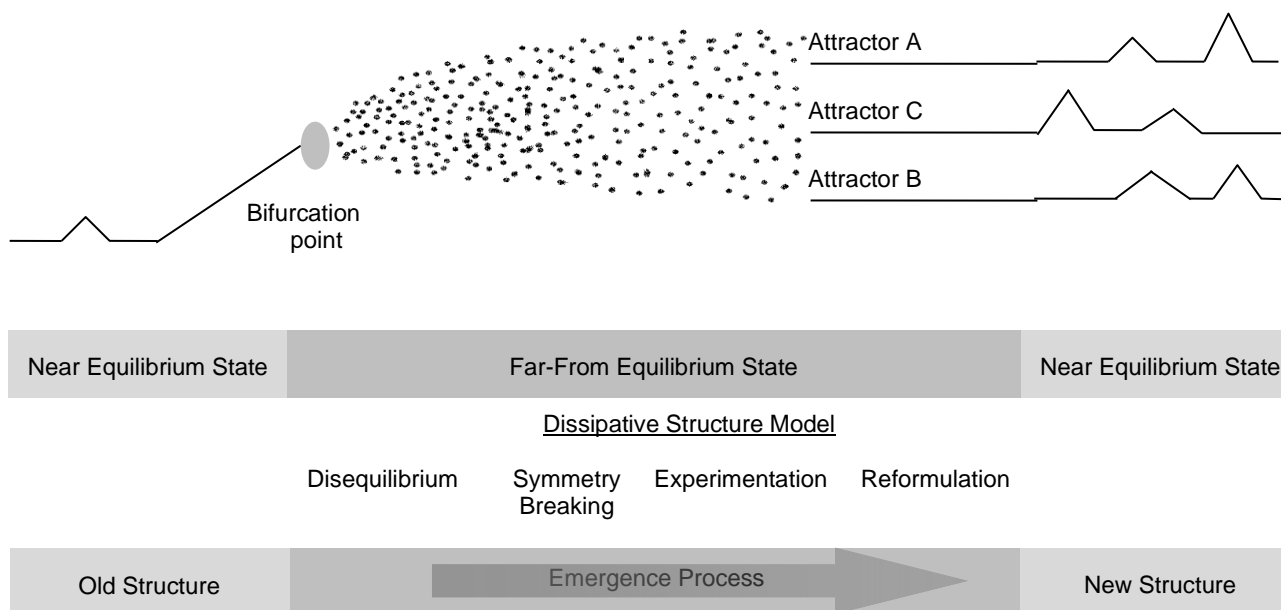 Attractor A
Attractor C
Attractor B
Bifurcation
point
Near Equilibrium State
Far-From Equilibrium State
Near Equilibrium State
Dissipative Structure Model
Disequilibrium
Symmetry
Breaking
Experimentation
Reformulation
Old Structure
Emergence Process
New Structure